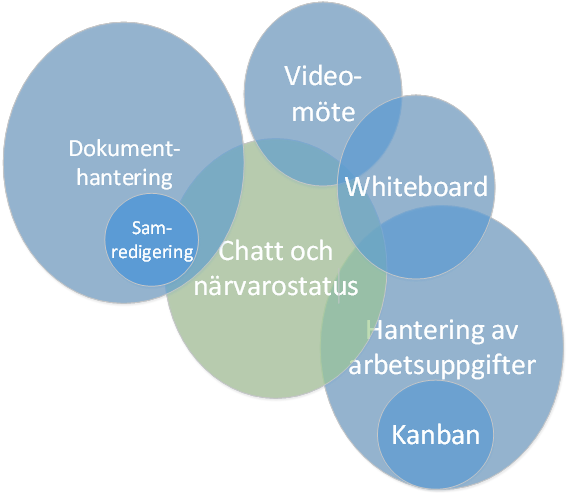 Video-
möte
Dokument-
hantering
Whiteboard
Sam-
redigering
Chatt och
närvarostatus
Hantering av
arbetsuppgifter
Kanban